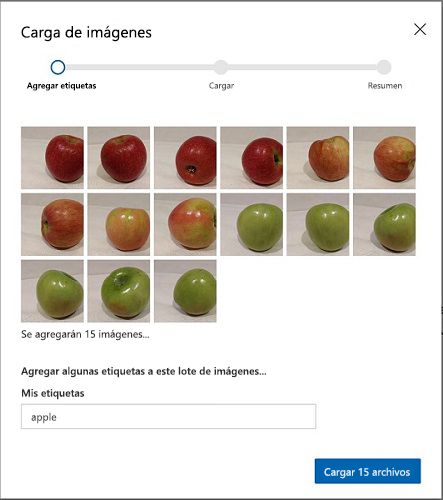 Carga de imágenes
Agregar etiquetas
Cargar
Resumen
Se agregarán 15 imágenes...
Agregar algunas etiquetas a este lote de imágenes...
Mis etiquetas
apple
Cargar 15 archivos